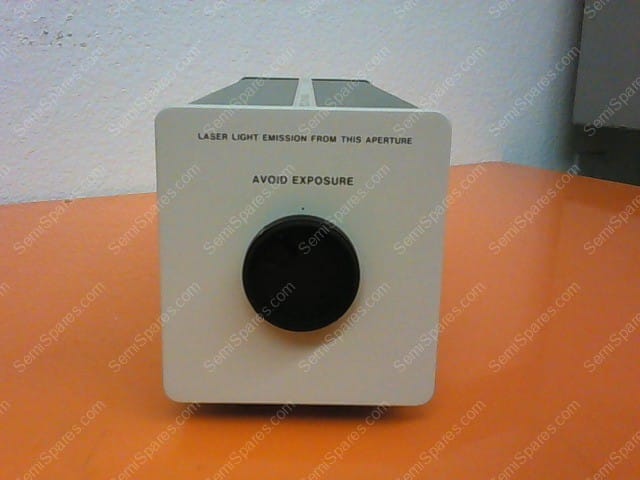 LASER LIGHT EMISSION FROM THIS APERTURE
AVOID EXPOSURE
SemiSpares.com